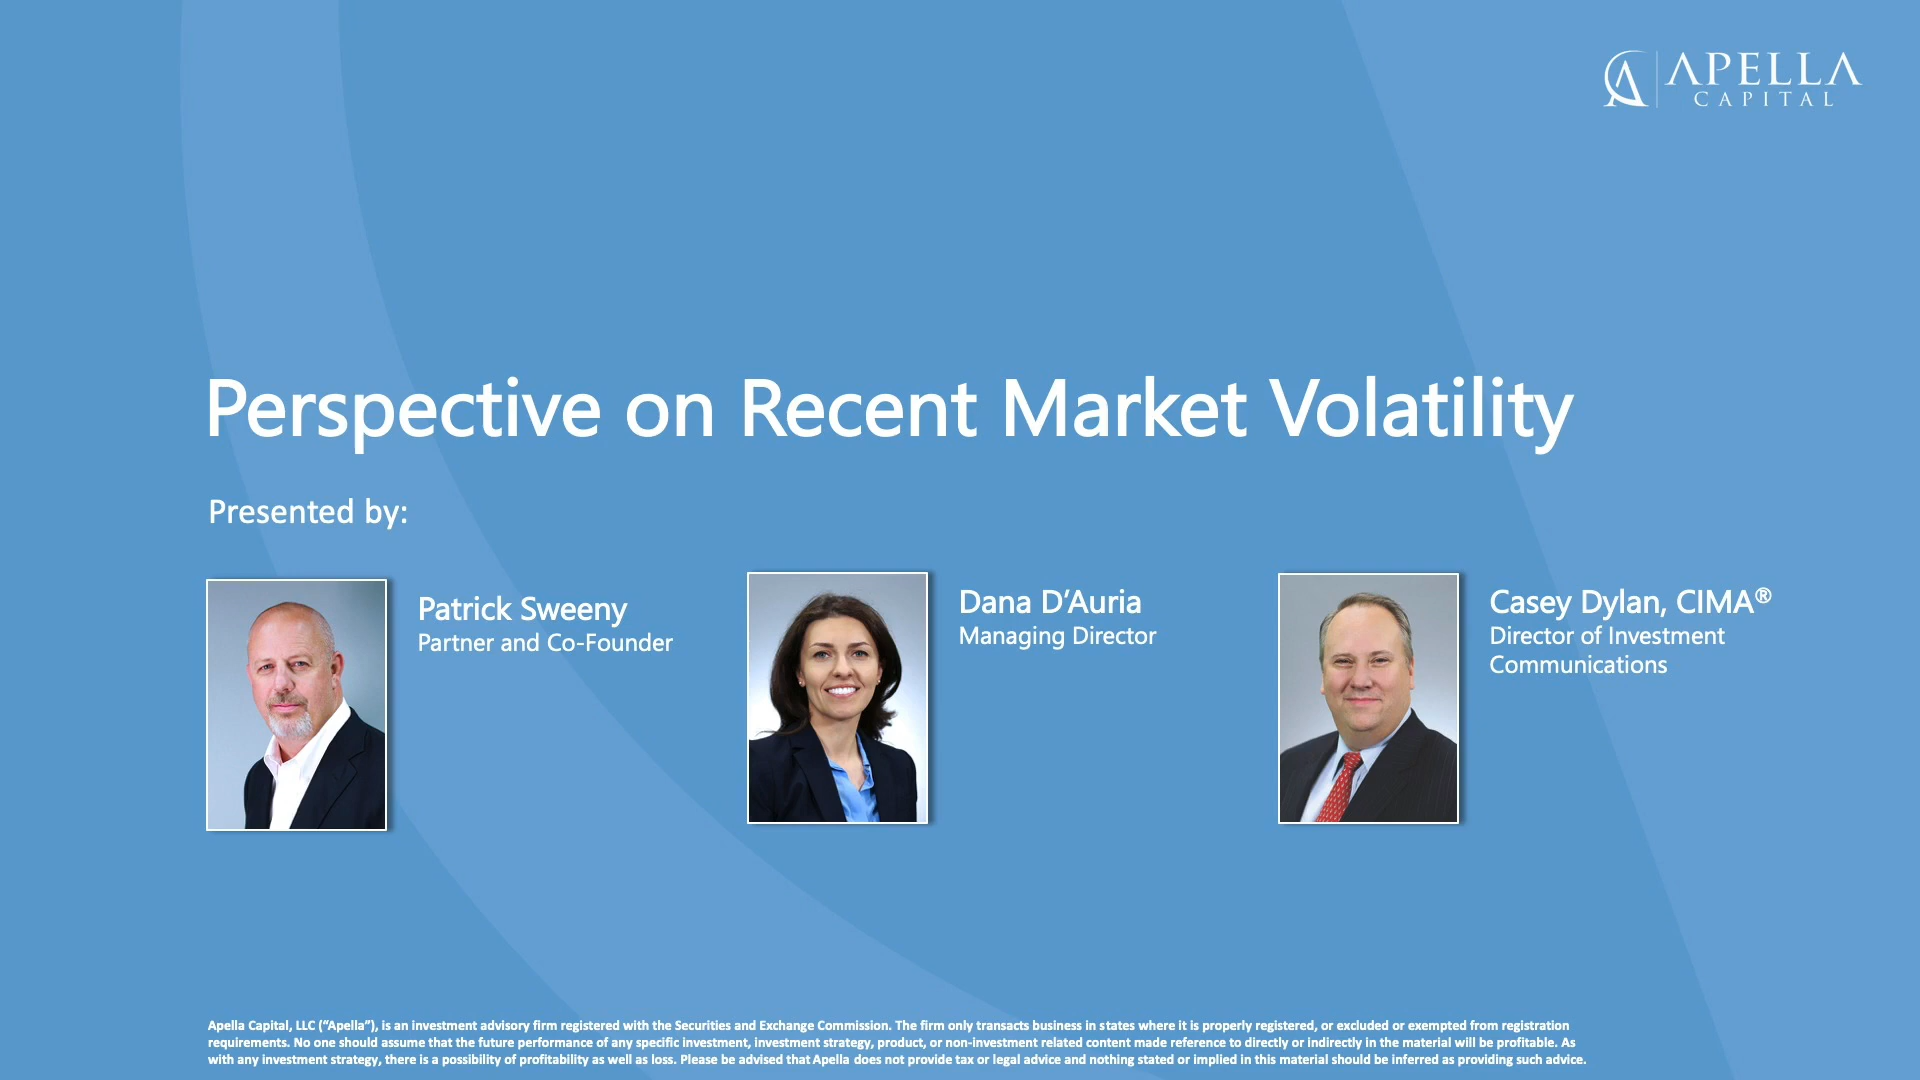 APELLA
CAPITAL
Perspective on Recent Market Volatility
Presented by:
Patrick Sweeny
Partner and Co-Founder
Dana D’Auria
Managing Director
Casey Dylan, CIMA®
Director of Investment
Communications
Apella Capital, LLC (“Apella”), is an investment advisory firm registered with the Securities and Exchange Commission. The firm only transacts business in states where it is properly registered, or excluded or exempted from registration
requirements. No one should assume that the future performance of any specific investment, investment strategy, product, or non-investment related content made reference to directly or indirectly in the material will be profitable. As
with any investment strategy, there is a possibility of profitability as well as loss. Please be advised that Apella does not provide tax or legal advice and nothing stated or implied in this material should be inferred as providing such advice.